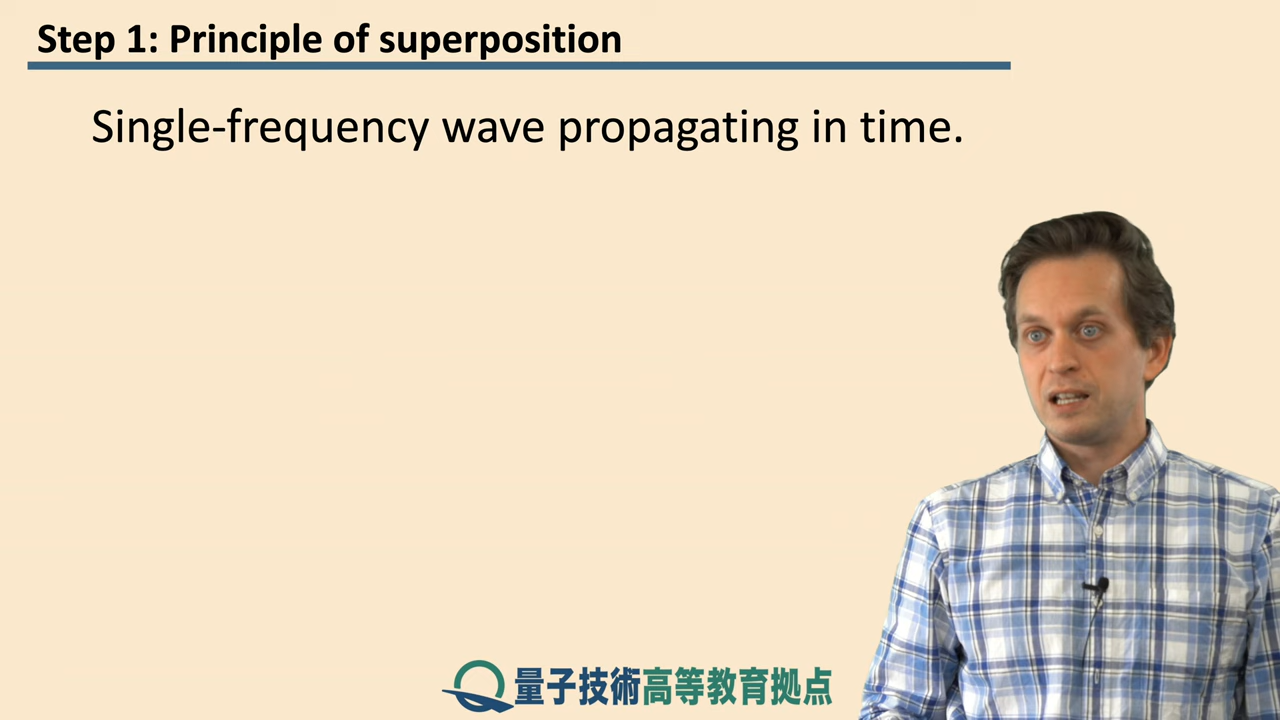 Step 1: Principle of superposition
Single-frequency wave propagating in time.
量子技術高等教育拠点